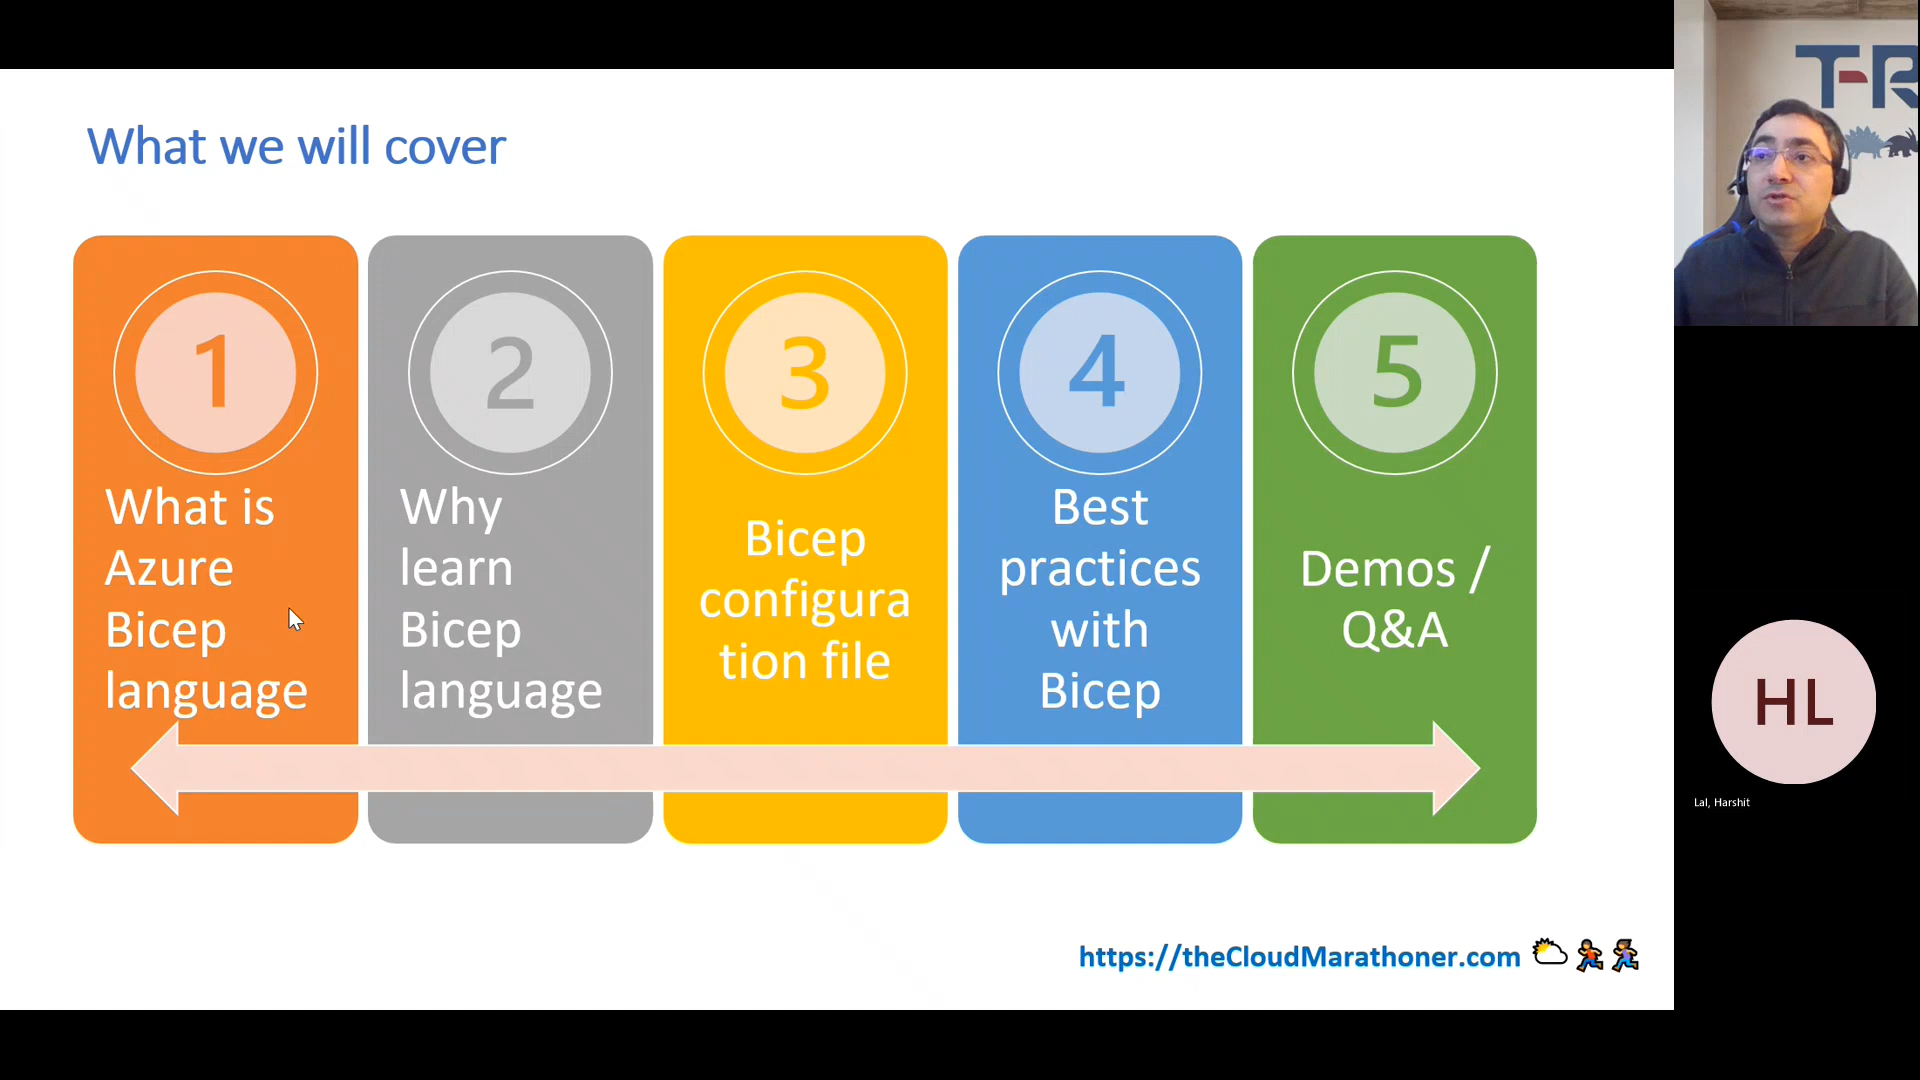 What we will cover
1
What is
Azure
Bicep
language
2
Why
learn
Bicep
language
3
Bicep
configura
tion file
4
Best
practices
with
Bicep
5
Demos /
Q&A
https://theCloudMarathoner.com
T-R
HL
Lal, Harshit